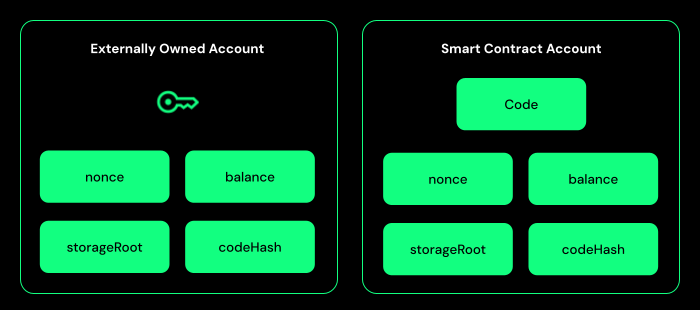 Externally Owned Account
nonce
balance
storageRoot
codeHash
Smart Contract Account
Code
nonce
balance
storageRoot
codeHash